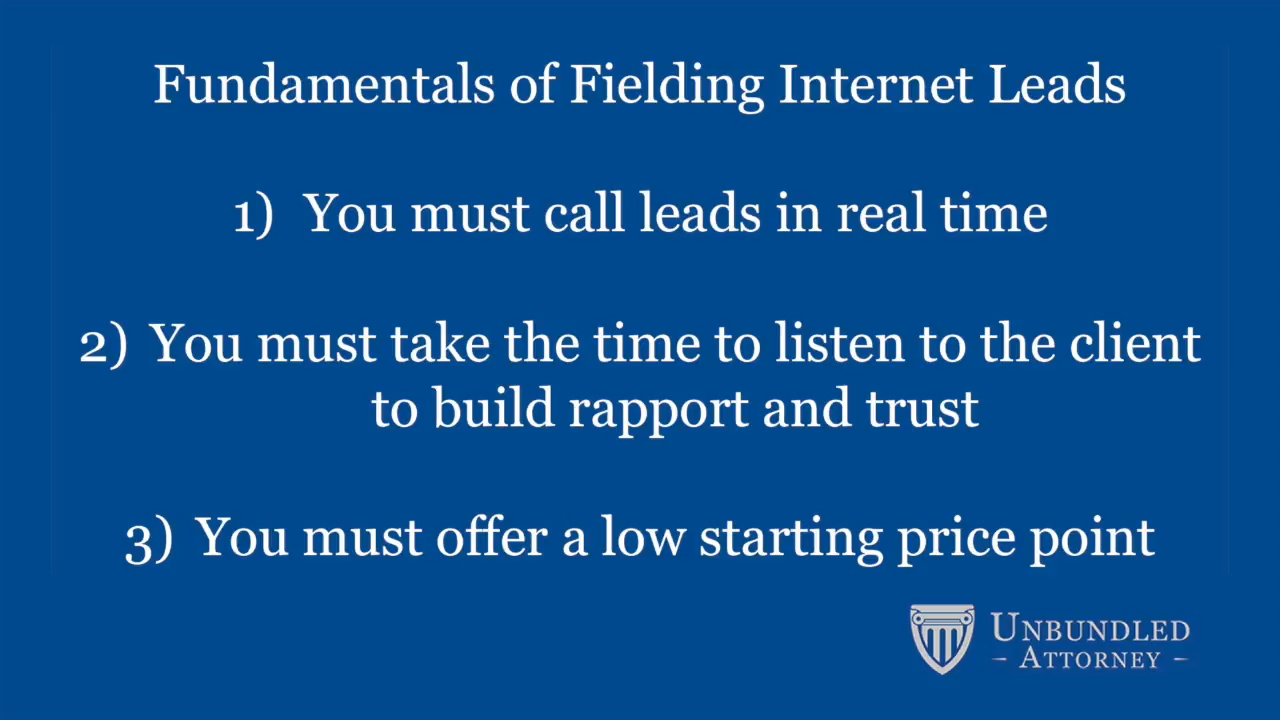 Fundamentals of Fielding Internet Leads
1) You must call leads in real time
2) You must take the time to listen to the client
to build rapport and trust
3) You must offer a low starting price point
UNBUNDLED
- ATTORNEY -